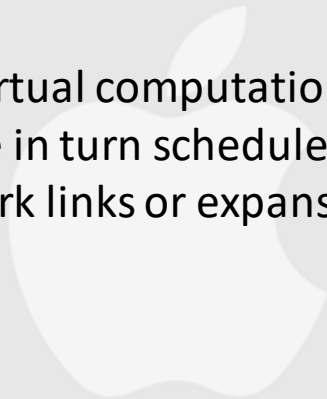 rtual computatio
in turn schedule
rk links or expans